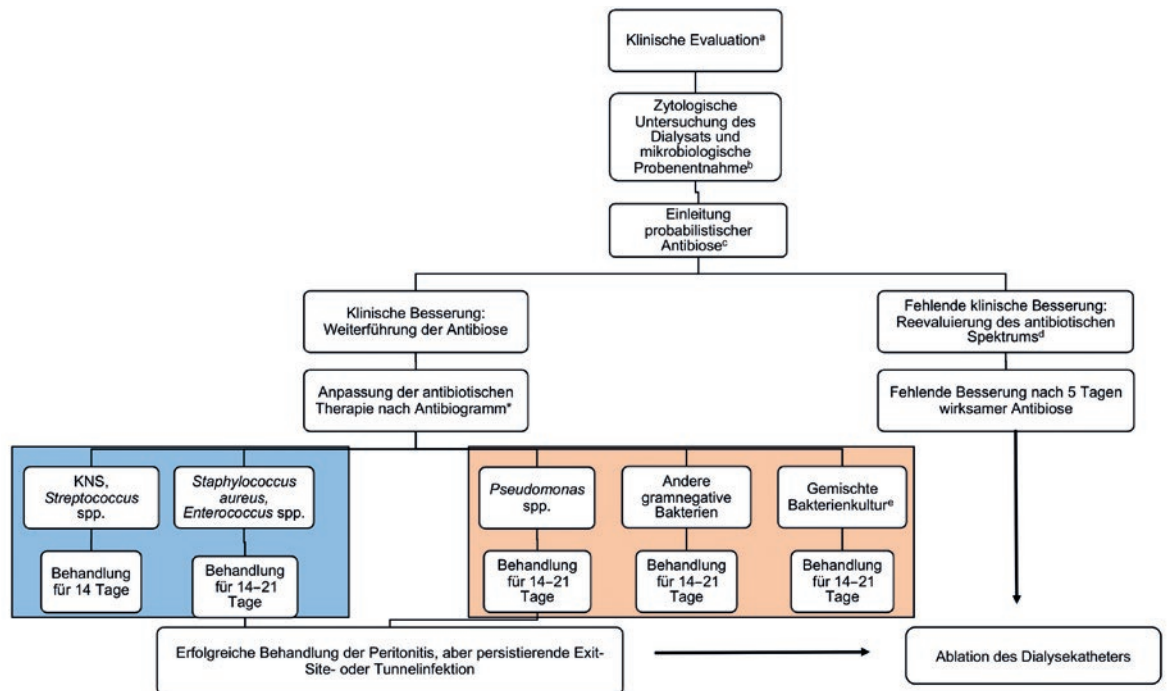 Klinische Evaluationᵃ
Zytologische
Untersuchung des
Dialysats und
mikrobiologische
Probenentnahmeᵇ
Einleitung
probabilistischer
Antibioseᶜ
Klinische Besserung:
Weiterführung der Antibiose
Fehlende klinische Besserung:
Reevaluierung des antibiotischen
Spektrumsᵈ
Anpassung der antibiotischen
Therapie nach Antibiogramm*
Fehlende Besserung nach 5 Tagen
wirksamer Antibiose
KNS,
Streptococcus
spp.
Staphylococcus
aureus,
Enterococcus spp.
Pseudomonas
spp.
Andere
gramnegative
Bakterien
Gemischte
Bakterienkulturᵉ
Behandlung
für 14 Tage
Behandlung
für 14–21
Tage
Behandlung
für 14–21
Tage
Behandlung
für 14–21
Tage
Behandlung
für 14–21
Tage
Erfolgreiche Behandlung der Peritonitis, aber persistierende Exit-
Site- oder Tunnelinfektion
Ablation des Dialysekatheters